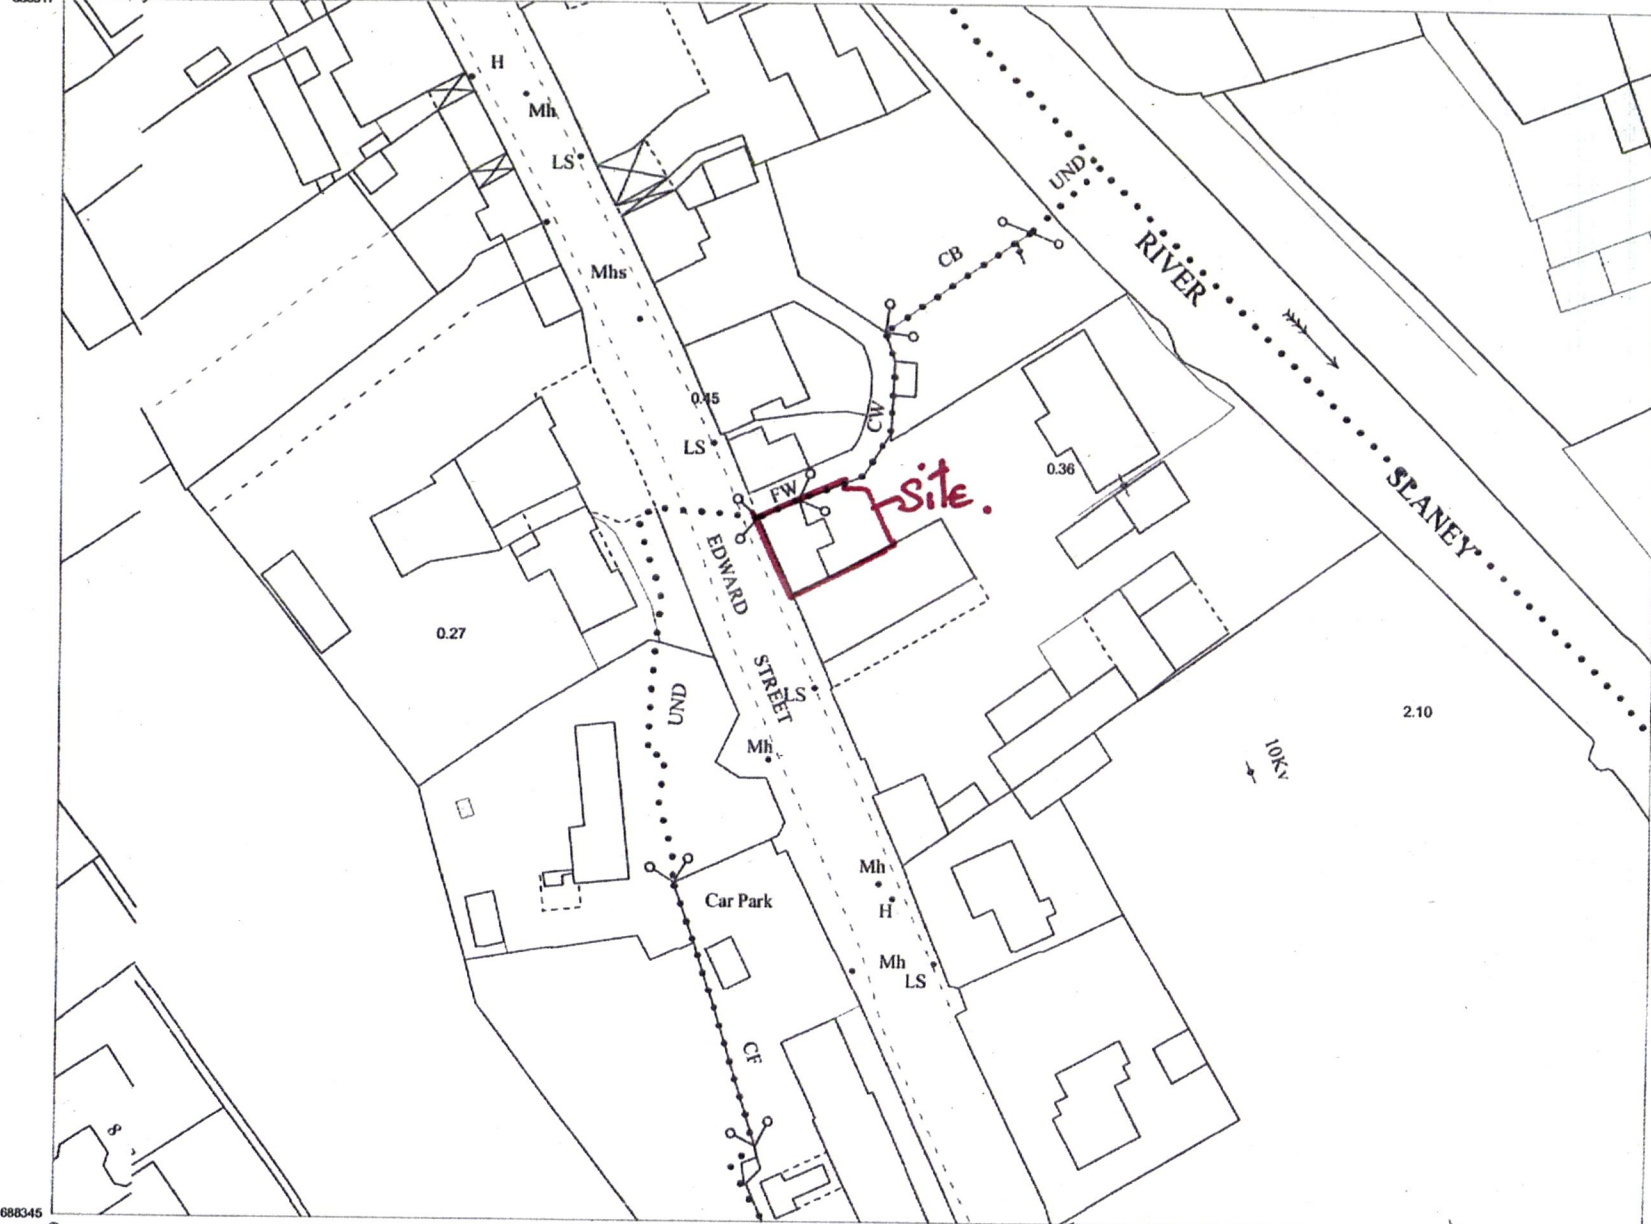 H
Mh
LS
UND
CB
RIVER
Mhs
0.45
CW
LS
0.36
Site.
FW
SLANEY
EDWARD
0.27
STREET
LS
UND
2.10
Mh
10Kv
Mh
Car Park
H
Mh
LS
CF
8
688345